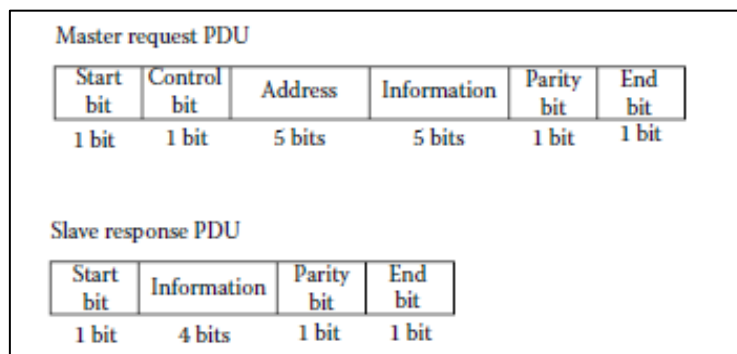 Master request PDU
Start Control Address Information Parity End
bit bit bit bit
1 bit 1 bit 5 bits 5 bits 1 bit 1 bit
Slave response PDU
Start Information Parity End
bit bit bit
1 bit 4 bits 1 bit 1 bit